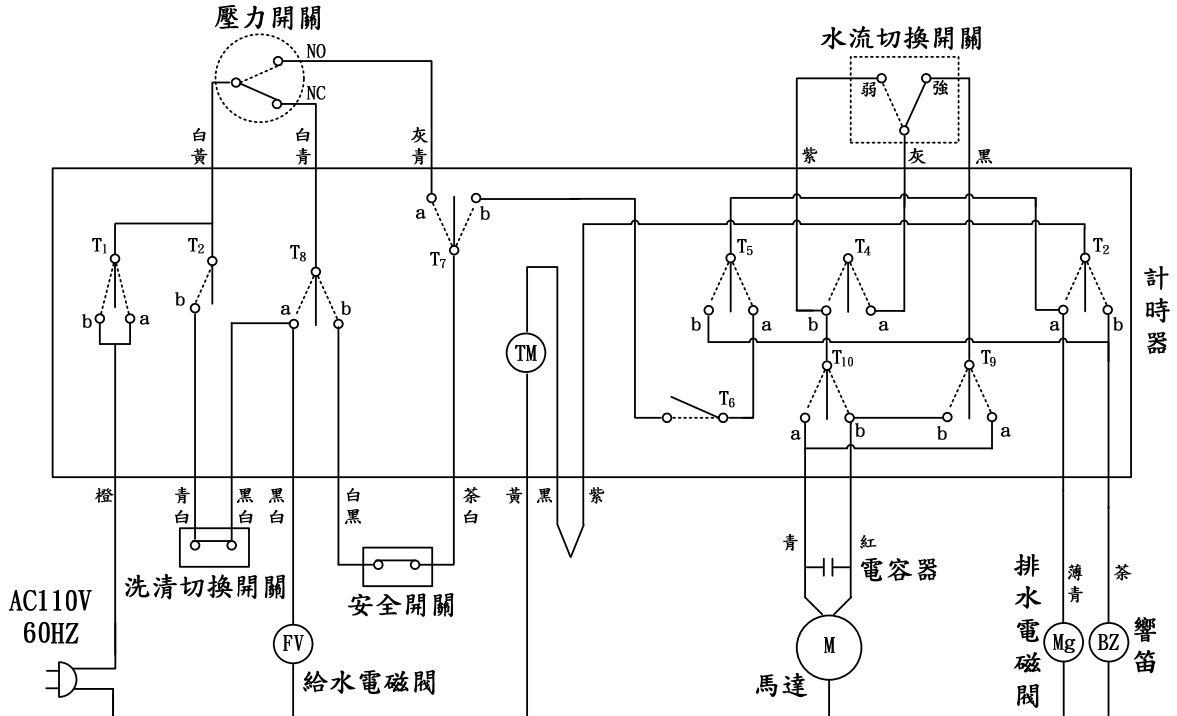 壓力開關
NO
NC
水流切換開關
弱
強
白黃
白青
灰青
紫
灰
黑
a
b
T1
T2
T8
T7
T5
T4
T2
計時器
b
a
b
a
b
b
a
b
a
a
b
TM
T6
T10
T9
a
b
b
a
橙
青白
黑白
黑白
白黑
茶白
黃
黑
紫
青
紅
電容器
洗清切換開關
安全開關
排水電磁閥
薄青
茶
響笛
AC110V
60HZ
FV
給水電磁閥
M
馬達
Mg
BZ